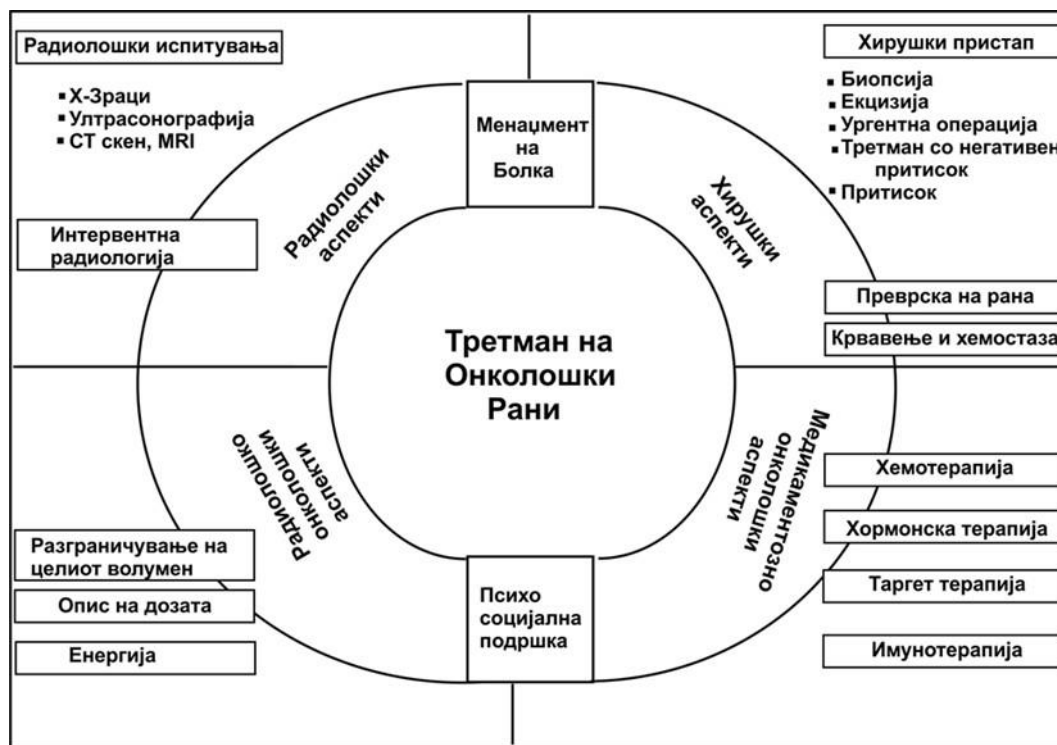 Радиолошки испитувања
▪ Х-Зраци
▪ Ултрасонографија
▪ СТ скен, MRI
Интервентна
радиологија
Радиолошки
аспекти
Менаџмент
на
Болка
Хирушки
аспекти
Хирушки пристап
▪ Биопсија
▪ Екцизија
▪ Ургентна операција
▪ Третман со негативен
притисок
▪ Притисок
Преврска на рана
Крвавење и хемостаза
Третман на
Онколошки
Рани
Радиолошко
онколошки
аспекти
Разграничување на
целиот волумен
Опис на дозата
Енергија
Психо
социјална
подршка
Медикаментозно
онколошки
аспекти
Хемотерапија
Хормонска терапија
Таргет терапија
Имунотерапија